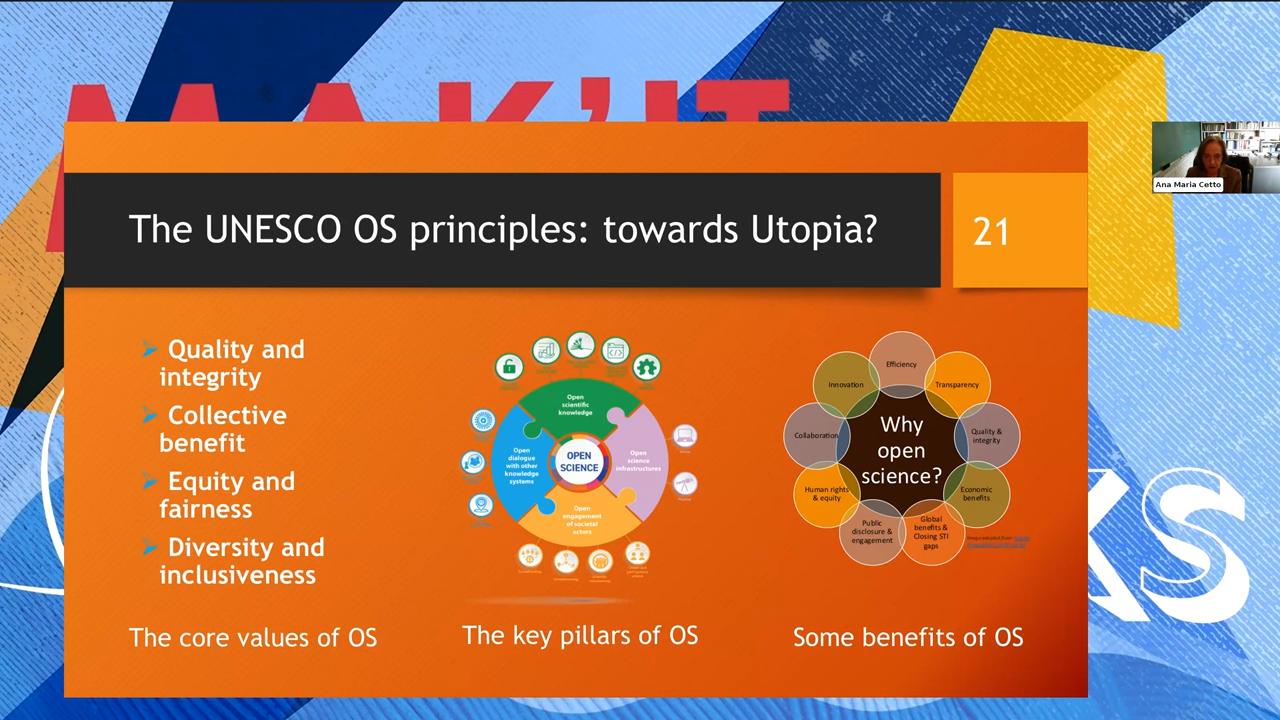 MAK'IT
The UNESCO OS principles: towards Utopia?
21
Ana Maria Cetto
Quality and
integrity
Collective
benefit
Equity and
fairness
Diversity and
inclusiveness
The core values of OS
Open
scientific
knowledge
Open
dialogue
with other
knowledge
systems
OPEN
SCIENCE
Open
science
infrastructures
Open
engagement
of societal
actors
The key pillars of OS
Efficiency
Innovation
Transparency
Collaboration
Why
open
science?
Quality &
integrity
Human rights
& equity
Economic
benefits
Public
disclosure &
engagement
Global
benefits &
Closing STI
gaps
Some benefits of OS
KS